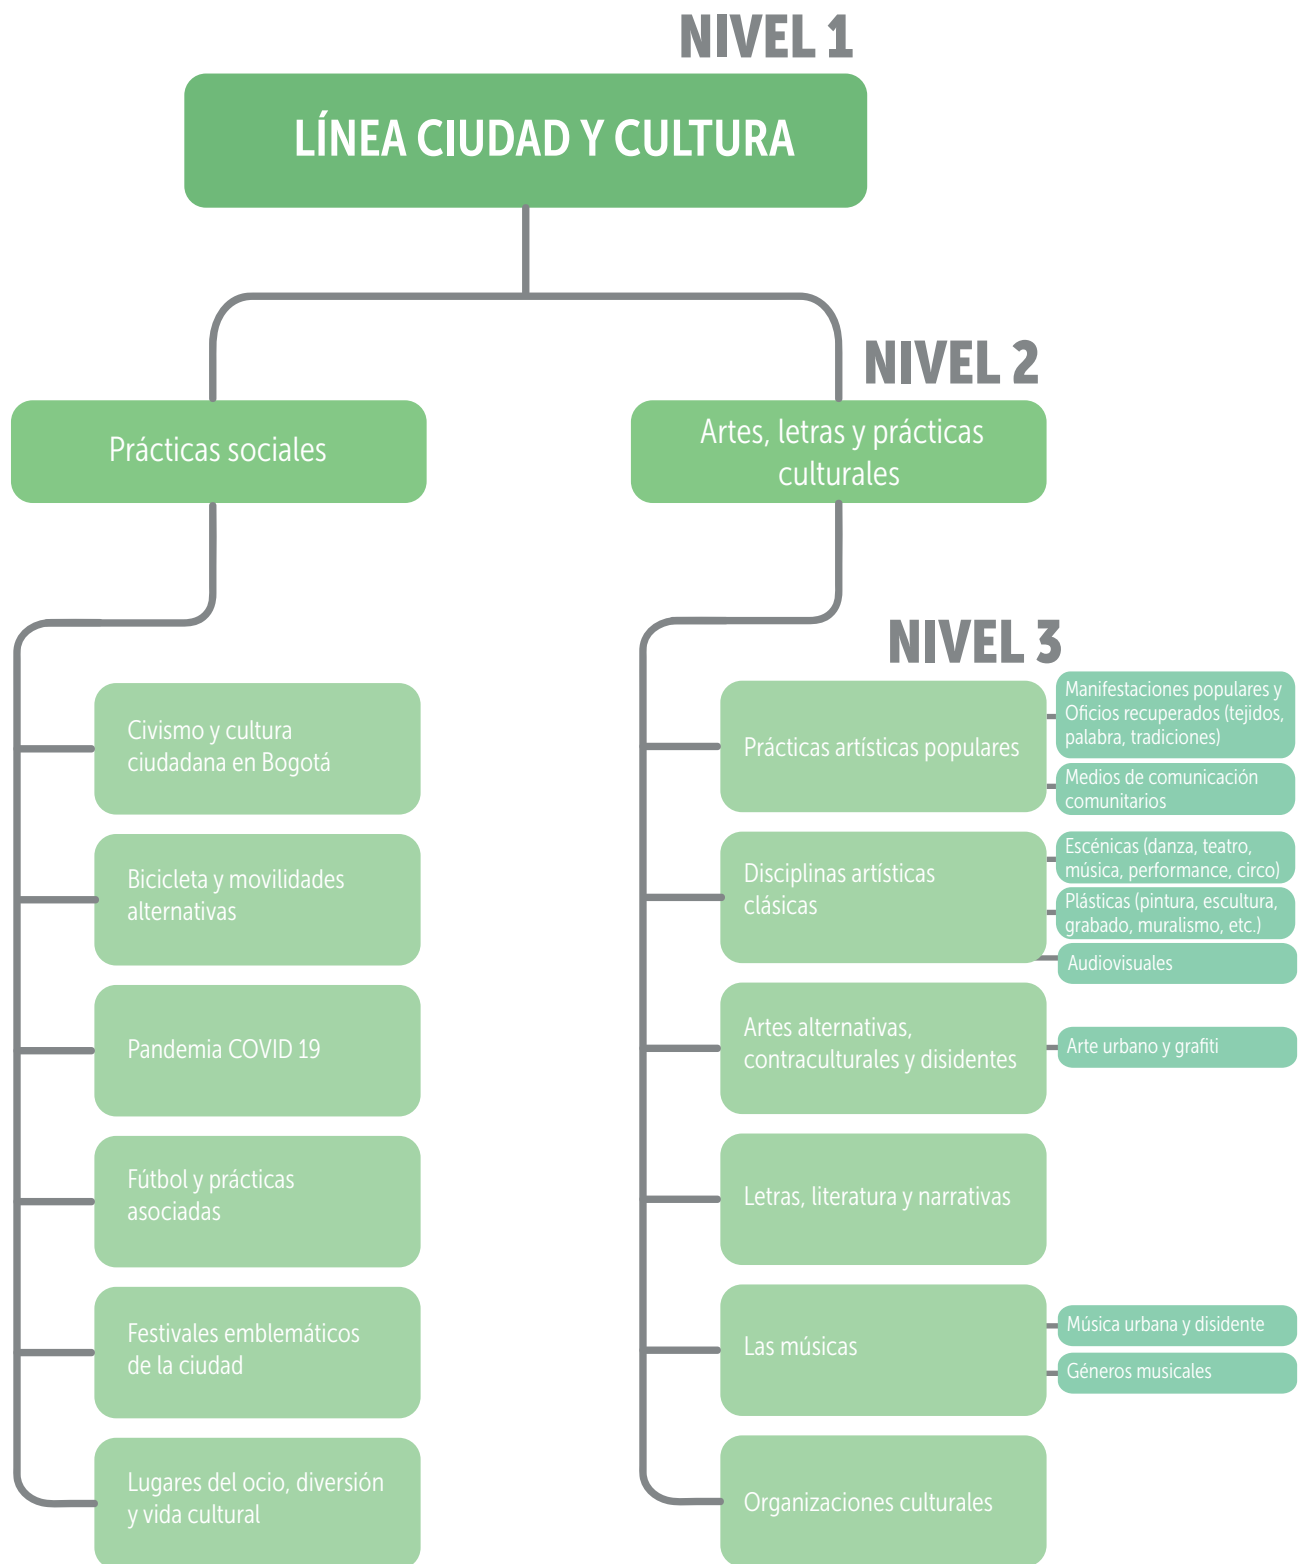 NIVEL 1
LÍNEA CIUDAD Y CULTURA
NIVEL 2
Prácticas sociales
Artes, letras y prácticas
culturales
Civismo y cultura
ciudadana en Bogotá
Bicicleta y movilidades
alternativas
Pandemia COVID 19
Fútbol y prácticas
asociadas
Festivales emblemáticos
de la ciudad
Lugares del ocio, diversión
y vida cultural
NIVEL 3
Prácticas artísticas populares
Manifestaciones populares y
Oficios recuperados (tejidos,
palabra, tradiciones)
Medios de comunicación
comunitarios
Disciplinas artísticas
clásicas
Escénicas (danza, teatro,
música, performance, circo)
Plásticas (pintura, escultura,
grabado, muralismo, etc.)
Audiovisuales
Artes alternativas,
contraculturales y disidentes
Arte urbano y grafiti
Letras, literatura y narrativas
Las músicas
Música urbana y disidente
Géneros musicales
Organizaciones culturales